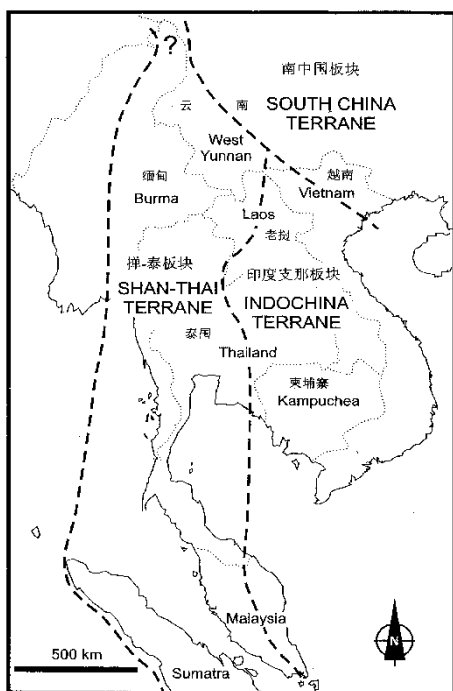 ?
南中国板块
SOUTH CHINA
TERRANE
云 南
West
Yunnan
缅甸
Burma
越南
Vietnam
Laos
老挝
掸-泰板块
SHAN-THAI
TERRANE
印度支那板块
INDOCHINA
TERRANE
泰国
Thailand
柬埔寨
Kampuchea
Malaysia
N
500 km
Sumatra